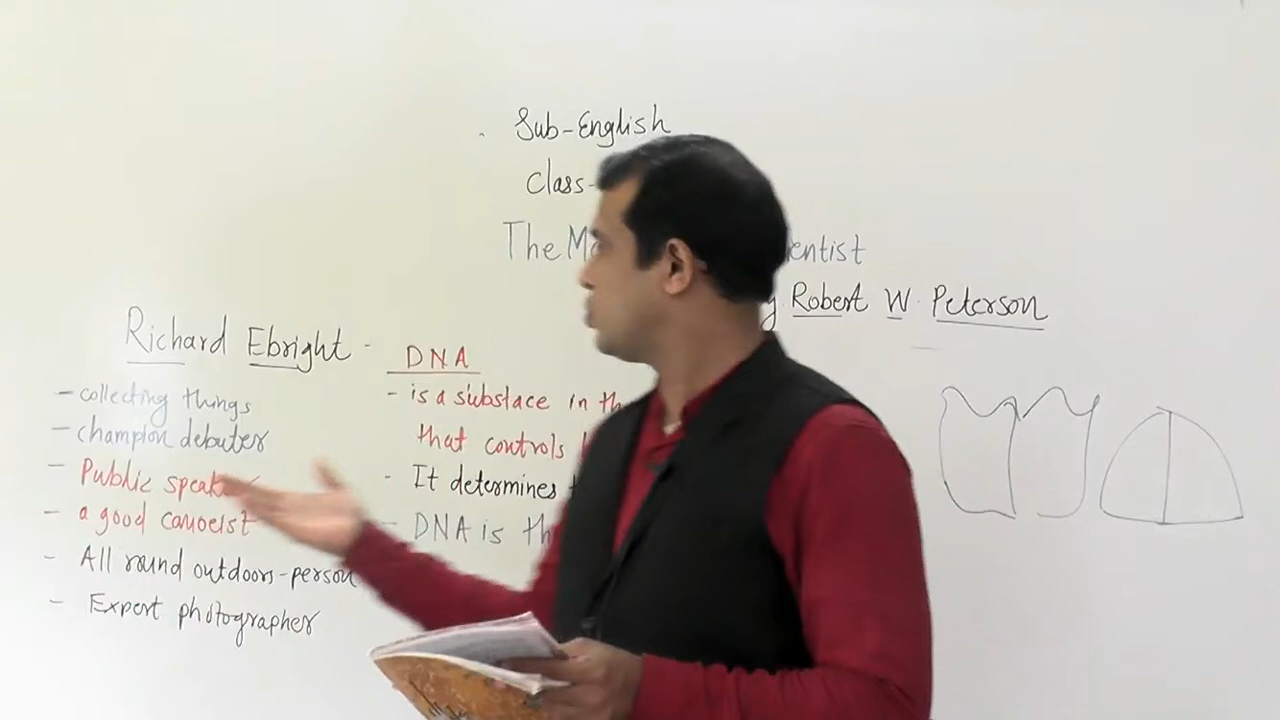 Sub-English
Class-
The Ma entist
Robert W. Peterson
Richard Ebright -
- collecting things
- champion debater
- Public speaker
- a good canoeist
- All round outdoors-person
- Expert photographer
DNA
- is a substace in th
that controls
- It determines
- DNA is th